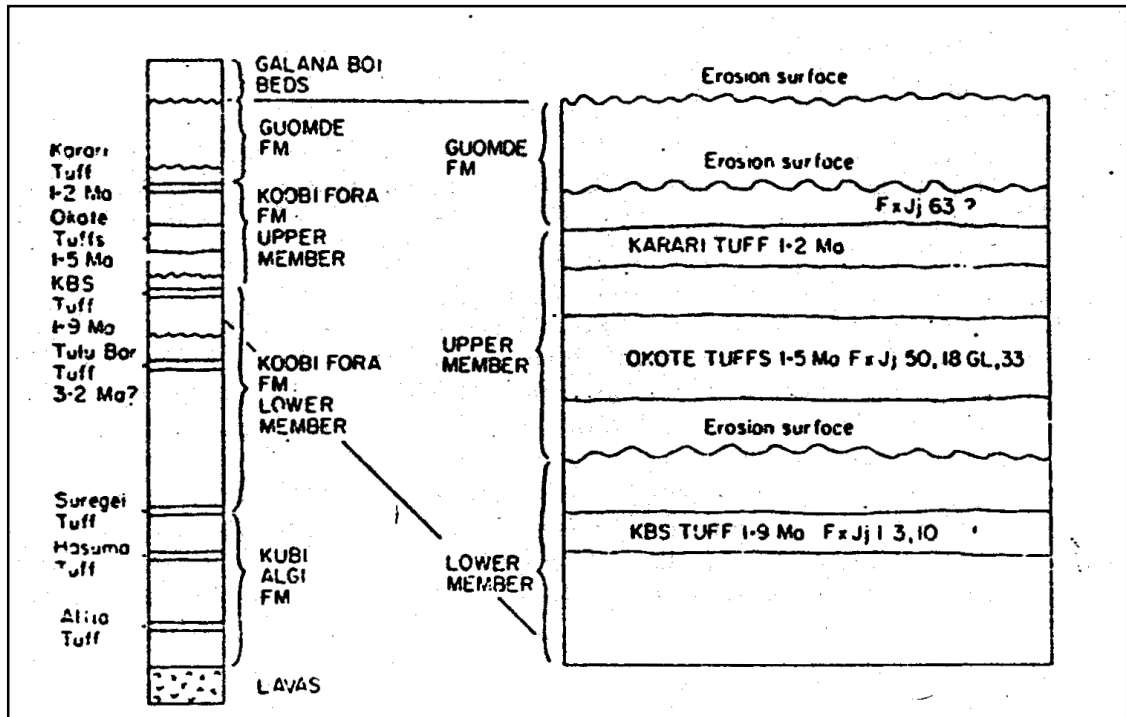 GALANA BOI
BEDS
GUOMDE
FM
Karari
Tuff
1·2 Ma
Okote
Tuffs
1·5 Ma
KOOBI FORA
FM
UPPER
MEMBER
KBS
Tuff
1·9 Ma
Tulu Bor
Tuff
3·2 Ma?
KOOBI FORA
FM
LOWER
MEMBER
Suregei
Tuff
Hasuma
Tuff
Tuff
KUBI
ALGI
FM
LAVAS
Erosion surface
GUOMDE
FM
Erosion surface
FxJj 63 ?
KARARI TUFF 1·2 Ma
UPPER
MEMBER
OKOTE TUFFS 1·5 Ma FxJj 50, 18 GL, 33
Erosion surface
KBS TUFF 1·9 Ma FxJj 1 3, 10
LOWER
MEMBER